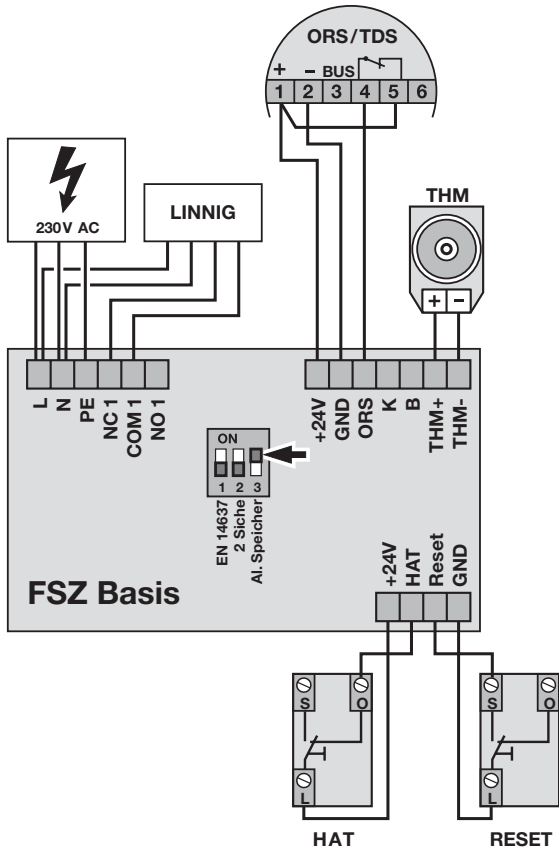 ORS/TDS
+ – BUS
1 2 3 4 5 6
230V AC
LINNIG
THM
+ –
L
N
PE
NC 1
COM 1
NO 1
+24V
GND
ORS
K
B
THM+
THM-
ON
1 2 3
EN 14637
2 Siche
Al. Speicher
FSZ Basis
+24V
HAT
Reset
GND
S O
L
S O
L
HAT
RESET